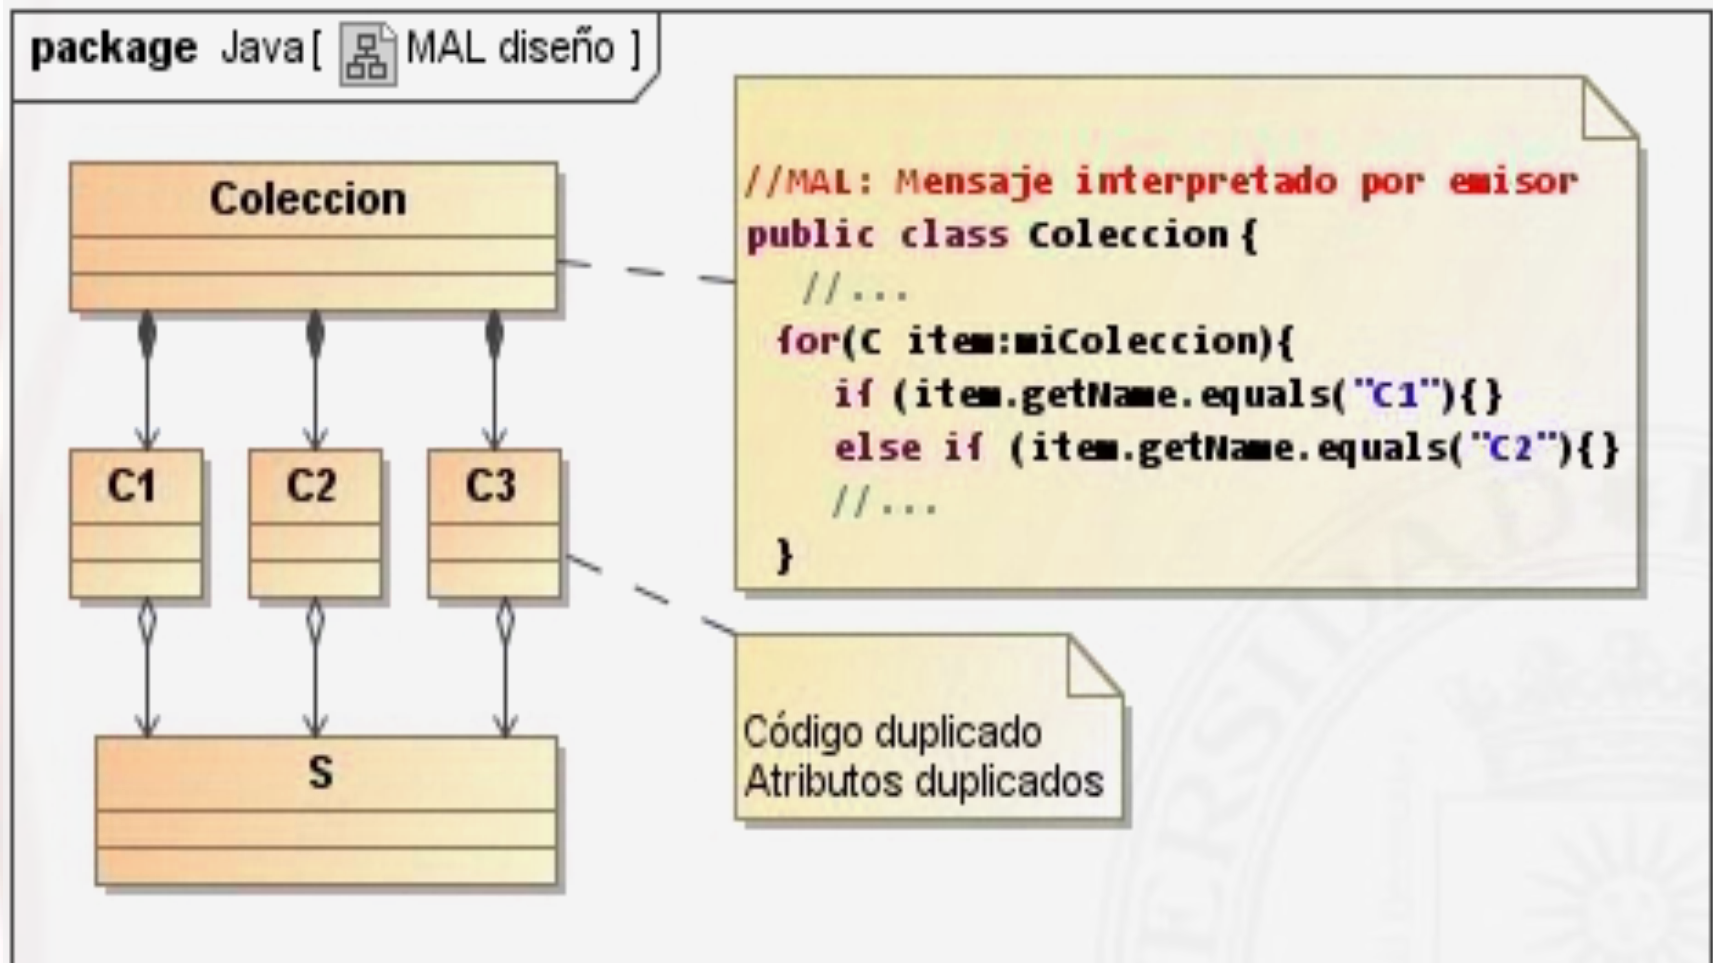 package Java[ MAL diseño ]
Coleccion
C1 C2 C3
S
//MAL: Mensaje interpretado por emisor
public class Coleccion {
//...
for(C item:miColeccion){
if (item.getName.equals("C1"){}
else if (item.getName.equals("C2"){}
//...
}
Código duplicado
Atributos duplicados